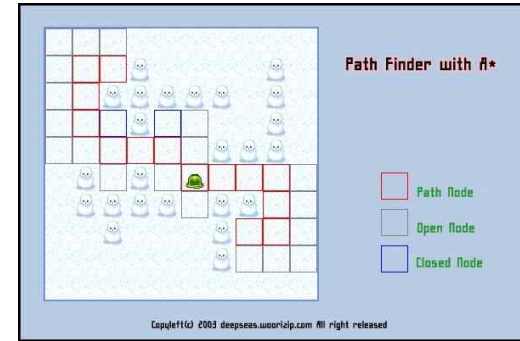 Path Finder with A*
Path Node
Open Node
Closed Node
Copyleft(c) 2003 deepseas.woorizip.com All right released